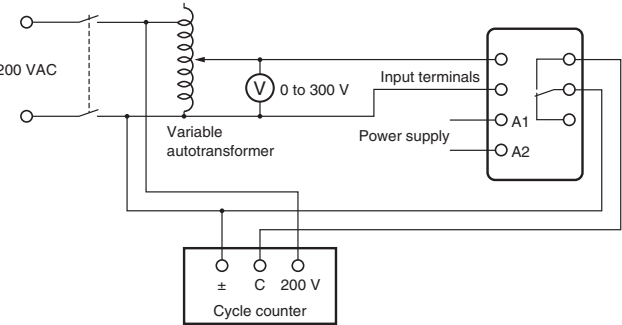 200 VAC
V
0 to 300 V
Input terminals
Variable
autotransformer
Power supply
A1
A2
± C 200 V
Cycle counter